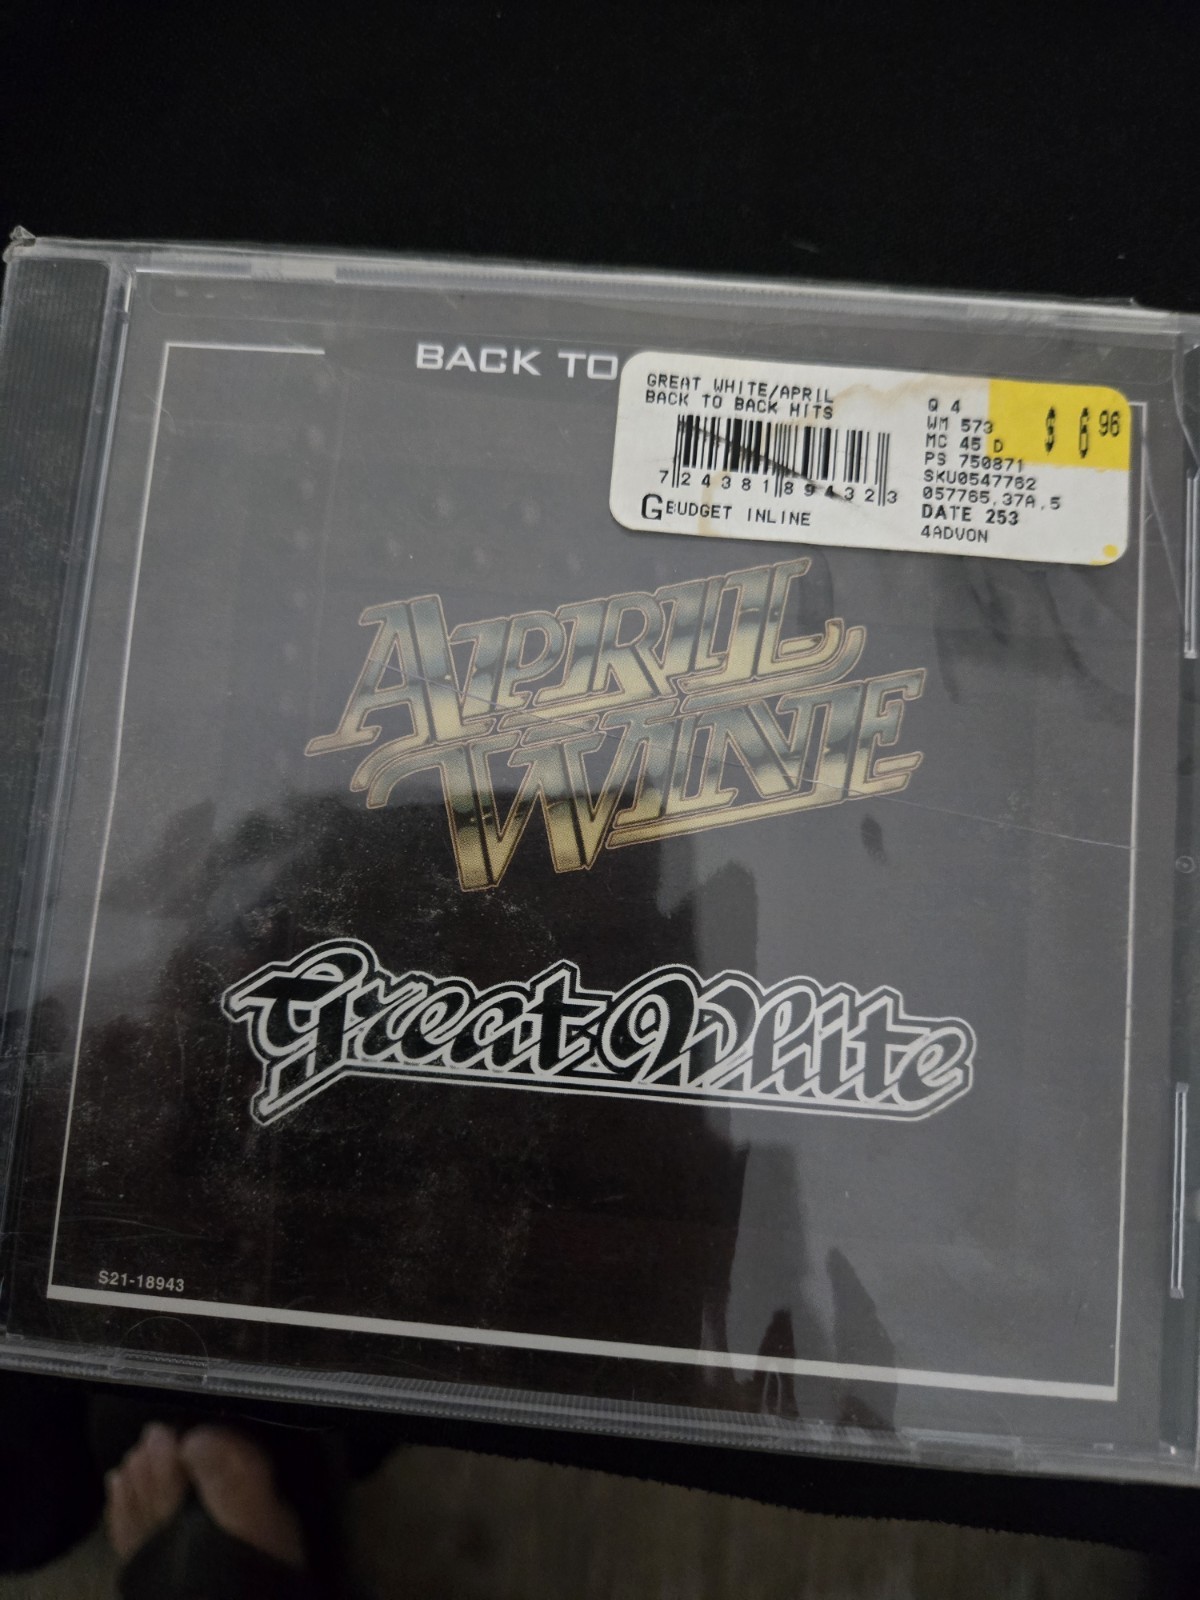 BACK TO
GREAT WHITE/APRIL
BACK TO BACK HITS
7 24381 89432 3
G BUDGET INLINE
Q 4
WM 573
MC 45 D
PS 750871
SKU0547762
057765,37A,5
DATE 253
4ADVON
$ 6 96
APRIL
WINE
Great White
S21-18943